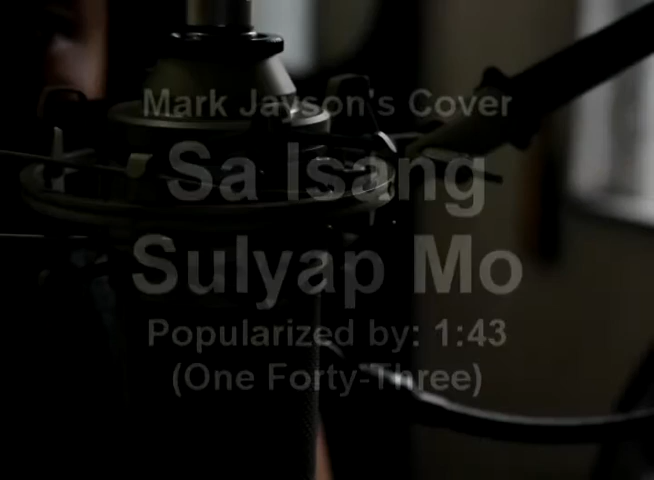 Mark Jayson's Cover
Sa Isang
Sulyap Mo
Popularized by: 1:43
(One Forty-Three)